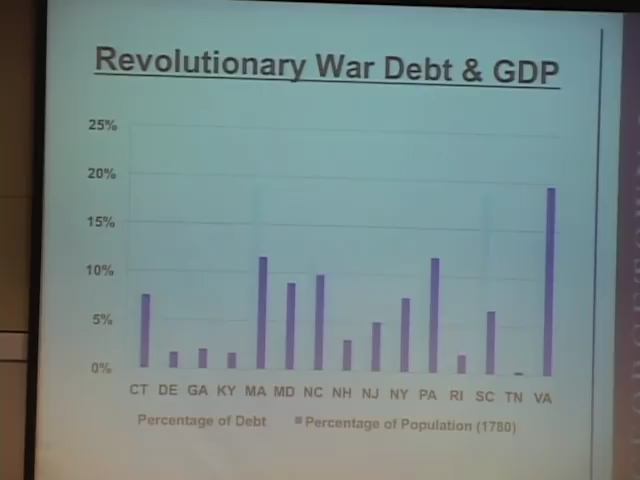 Revolutionary War Debt & GDP
25%
20%
15%
10%
5%
0%
CT DE GA KY MA MD NC NH NJ NY PA RI SC TN VA
Percentage of Debt Percentage of Population (1780)